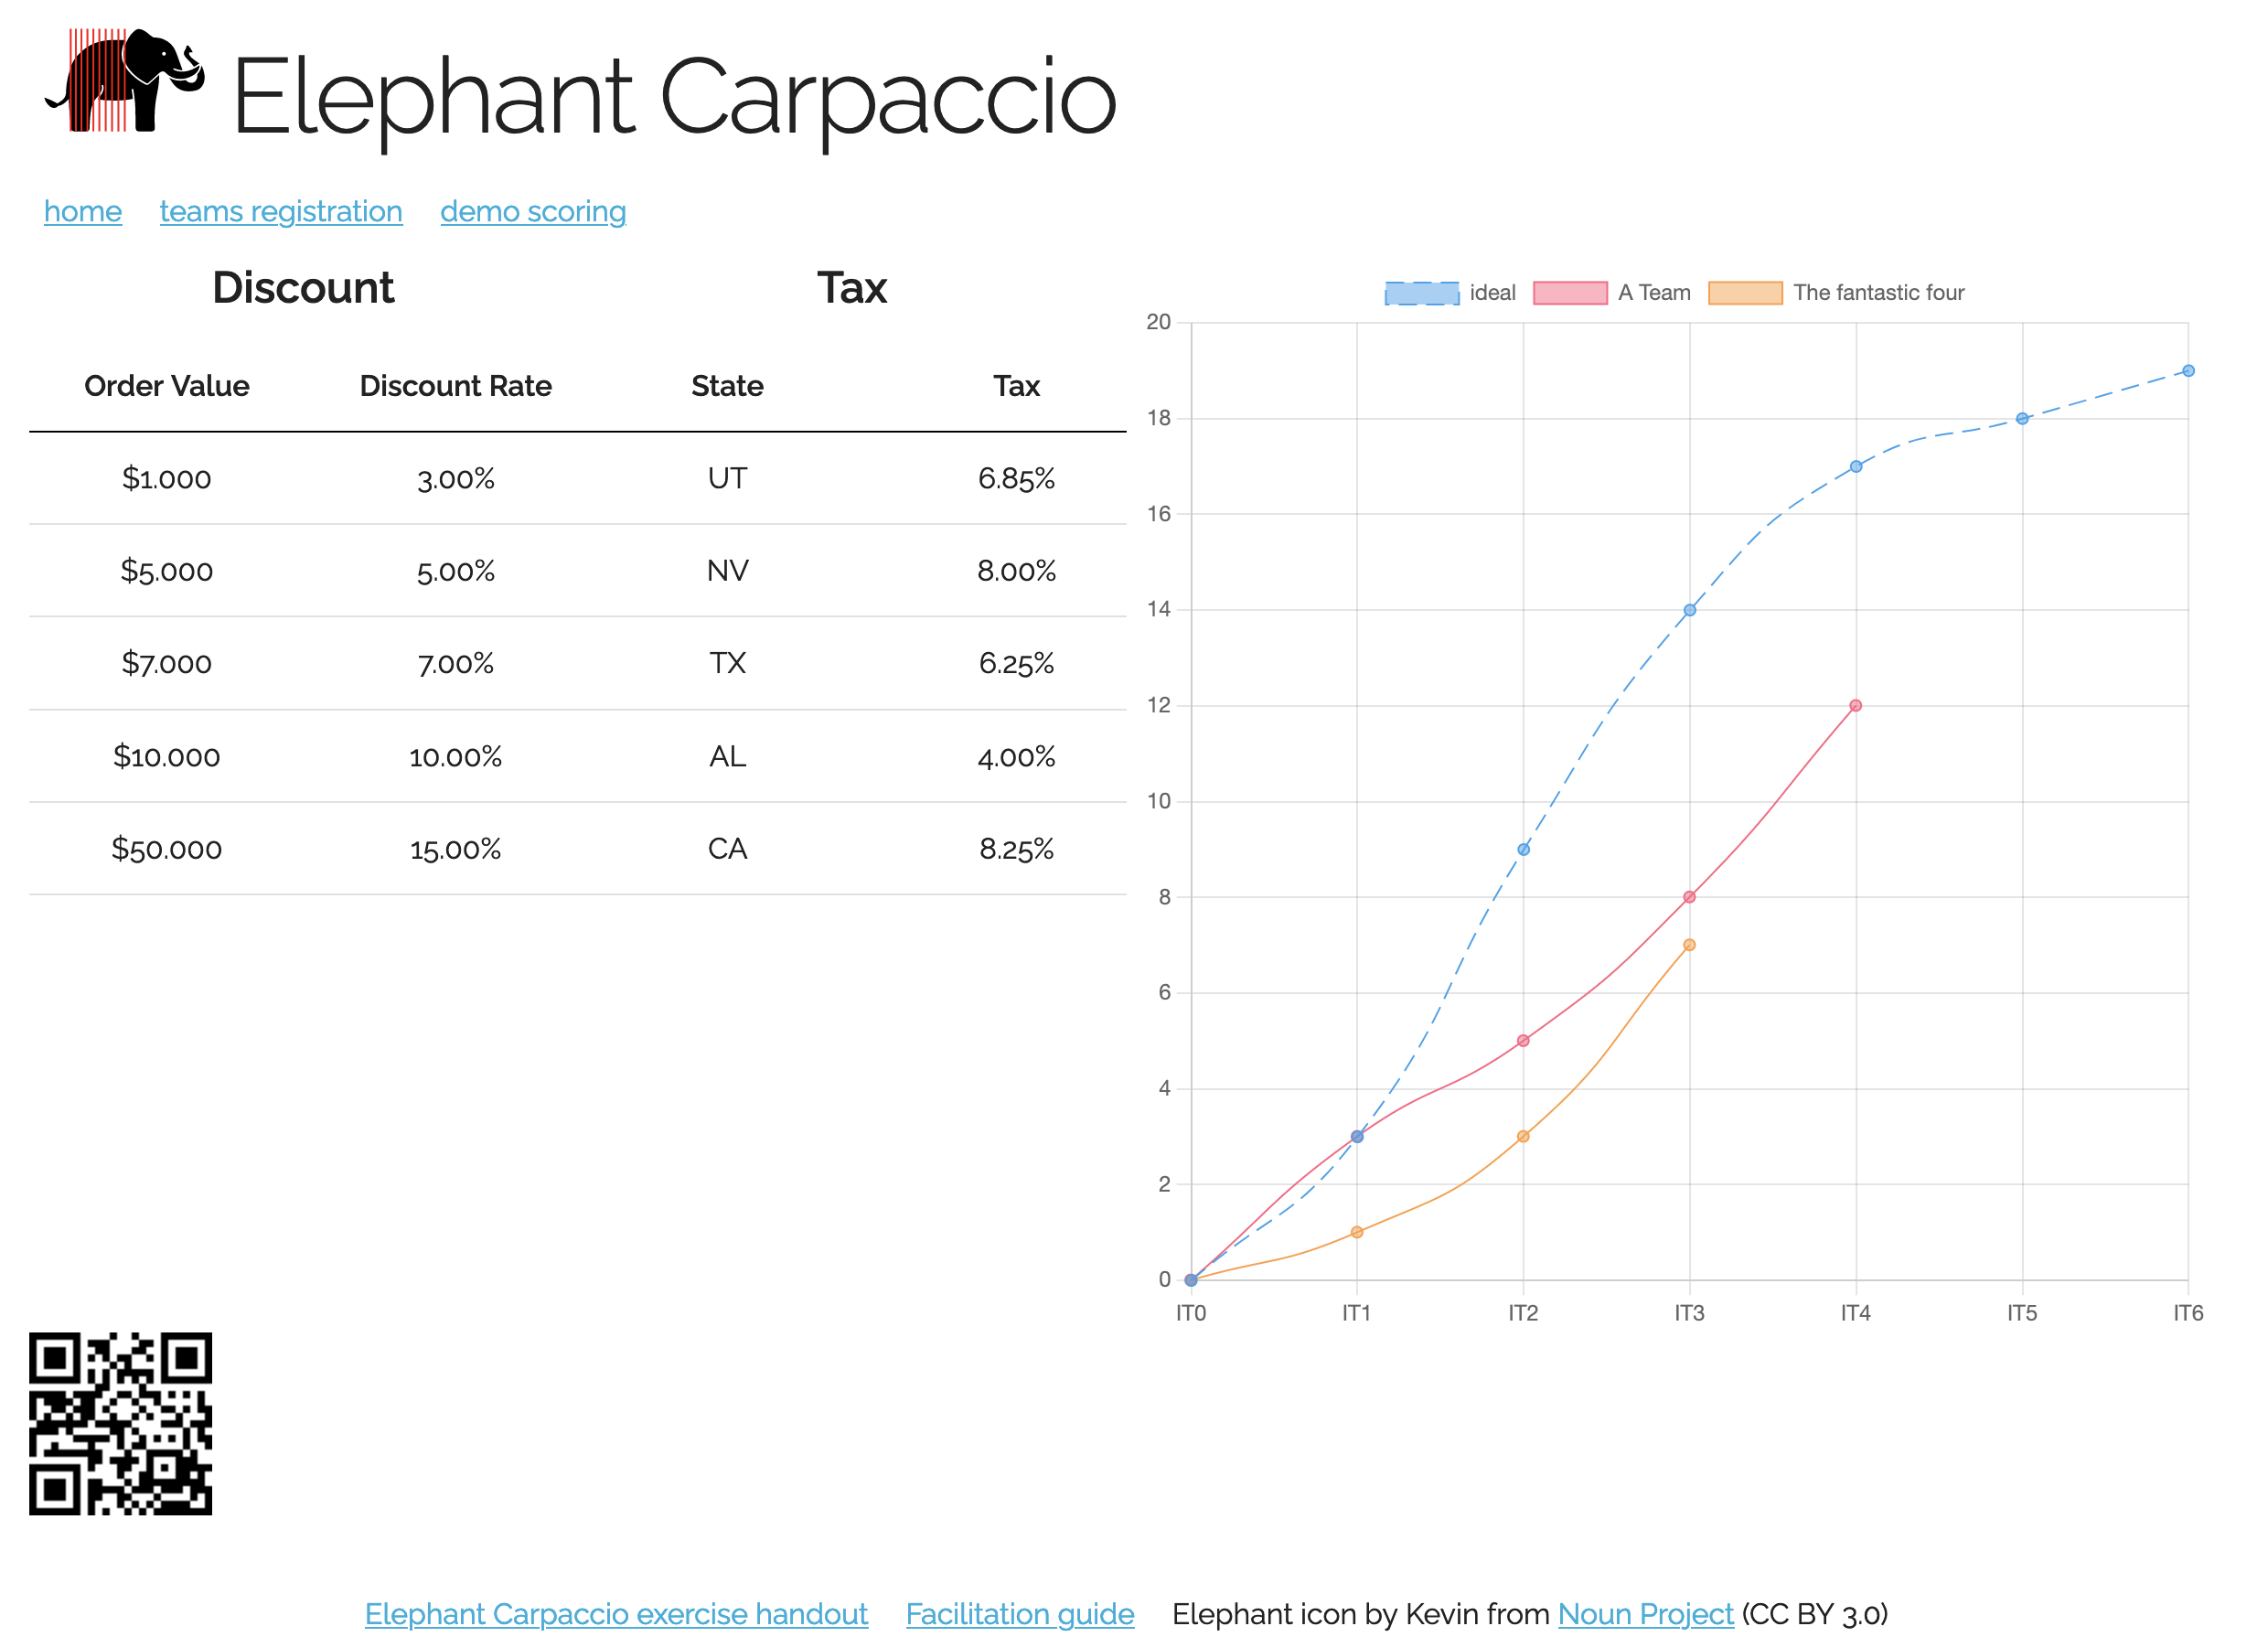 Elephant Carpaccio
home teams registration demo scoring
Discount Tax
Order Value Discount Rate State Tax
$1.000 3.00% UT 6.85%
$5.000 5.00% NV 8.00%
$7.000 7.00% TX 6.25%
$10.000 10.00% AL 4.00%
$50.000 15.00% CA 8.25%
ideal A Team The fantastic four
20
18
16
14
12
10
8
6
4
2
0
IT0 IT1 IT2 IT3 IT4 IT5 IT6
Elephant Carpaccio exercise handout Facilitation guide Elephant icon by Kevin from Noun Project (CC BY 3.0)